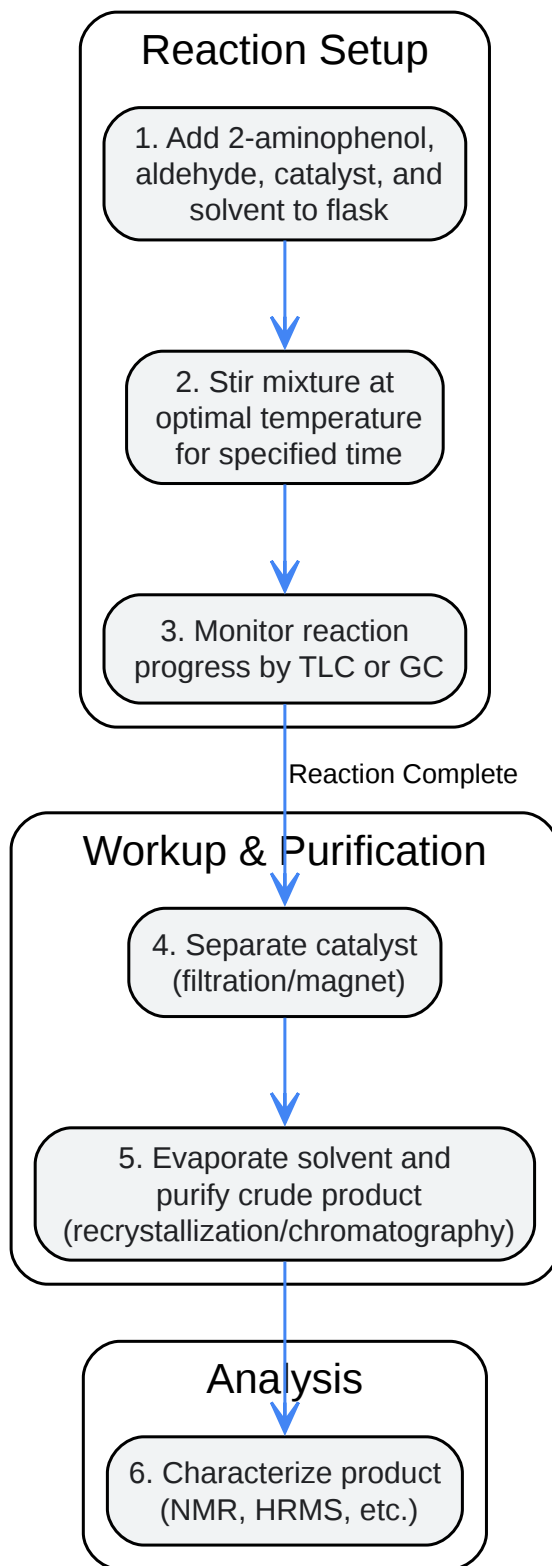 Reaction Setup
1. Add 2-aminophenol,
aldehyde, catalyst, and
solvent to flask
2. Stir mixture at
optimal temperature
for specified time
3. Monitor reaction
progress by TLC or GC
Reaction Complete
Workup & Purification
4. Separate catalyst
(filtration/magnet)
5. Evaporate solvent and
purify crude product
(recrystallization/chromatography)
Analysis
6. Characterize product
(NMR, HRMS, etc.)